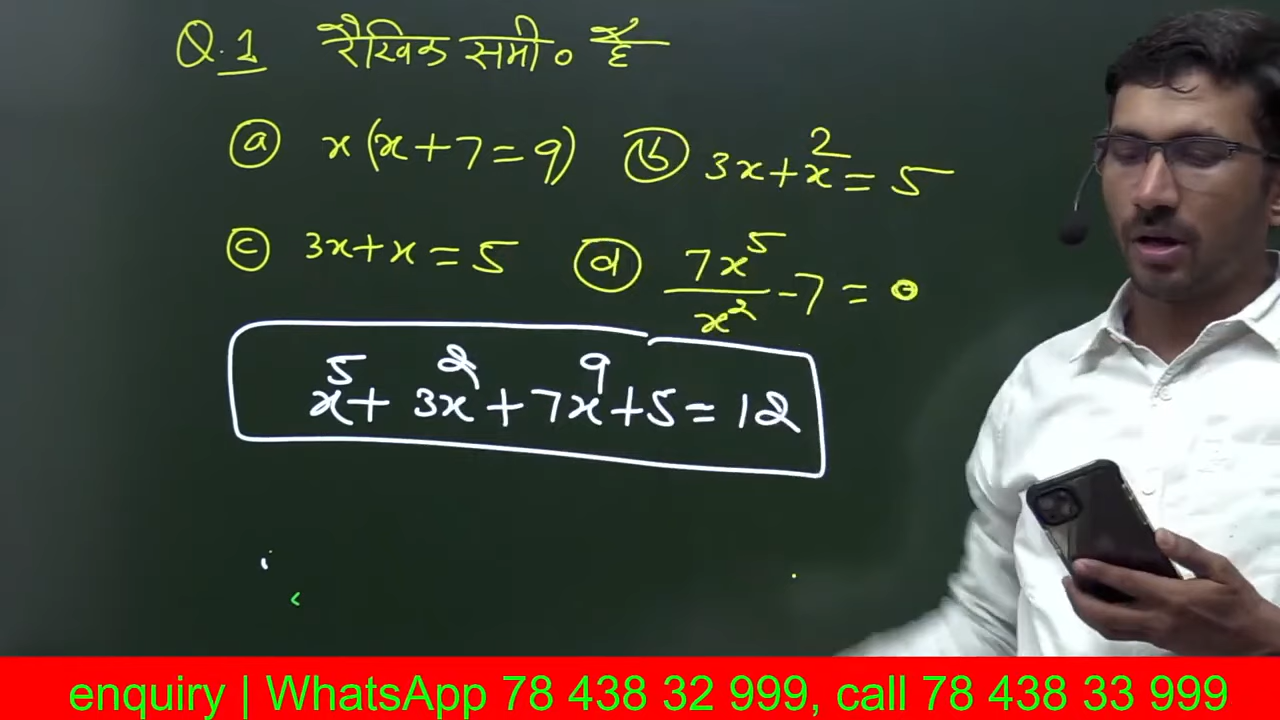 Q.1 रैखिक समी० है
(a) x(x+7=9) (b) 3x+x²=5
(c) 3x+x=5 (d) 7x⁵/x² -7=0
x⁵+3x²+7x⁹+5=12
enquiry | WhatsApp 78 438 32 999, call 78 438 33 999